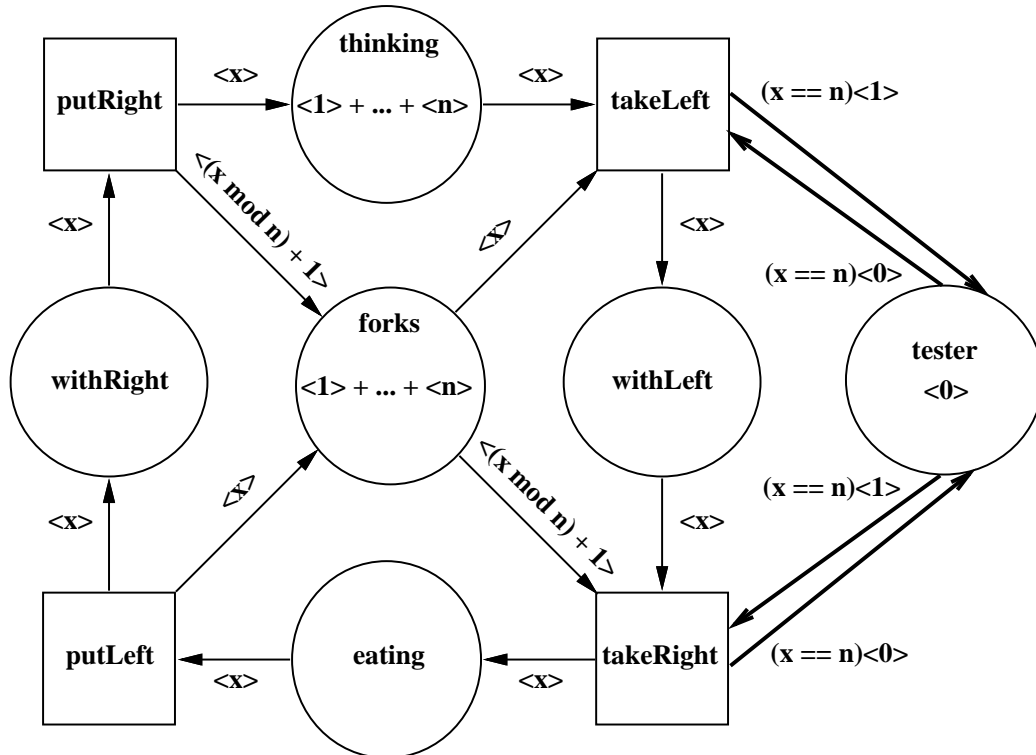 thinking
<1> + ... + <n>
putRight
<x>
<x>
takeLeft
(x == n)<1>
<(x mod n) + 1>
<x>
<x>
<x>
(x == n)<0>
forks
<1> + ... + <n>
withRight
withLeft
tester
<0>
<x>
<x>
<(x mod n) + 1>
<x>
(x == n)<1>
putLeft
<x>
eating
<x>
takeRight
(x == n)<0>